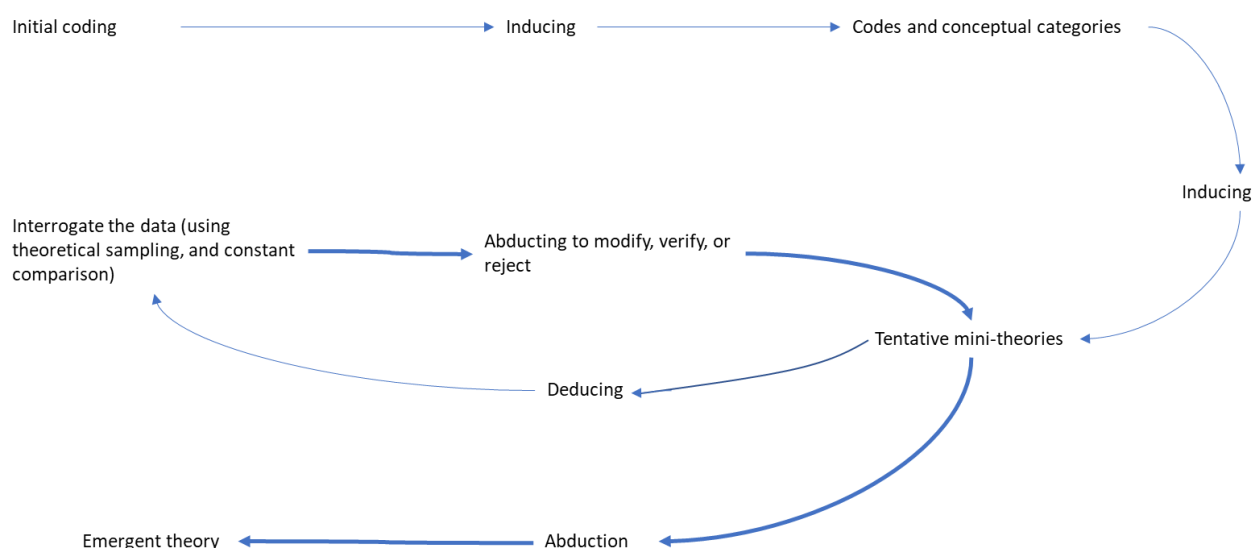 Initial coding
Inducing
Codes and conceptual categories
Inducing
Interrogate the data (using
theoretical sampling, and constant
comparison)
Abducting to modify, verify, or
reject
Tentative mini-theories
Deducing
Emergent theory
Abduction